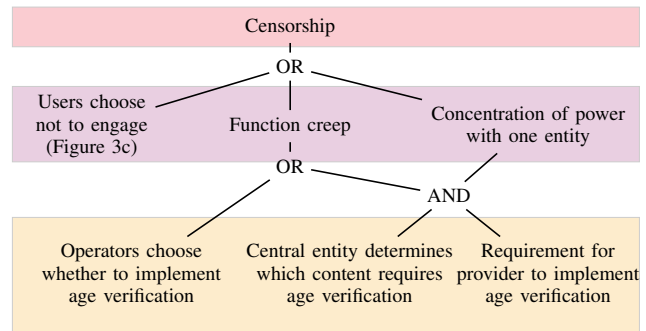 Censorship
OR
Users choose
not to engage
(Figure 3c)
Function creep
Concentration of power
with one entity
OR
AND
Operators choose
whether to implement
age verification
Central entity determines
which content requires
age verification
Requirement for
provider to implement
age verification